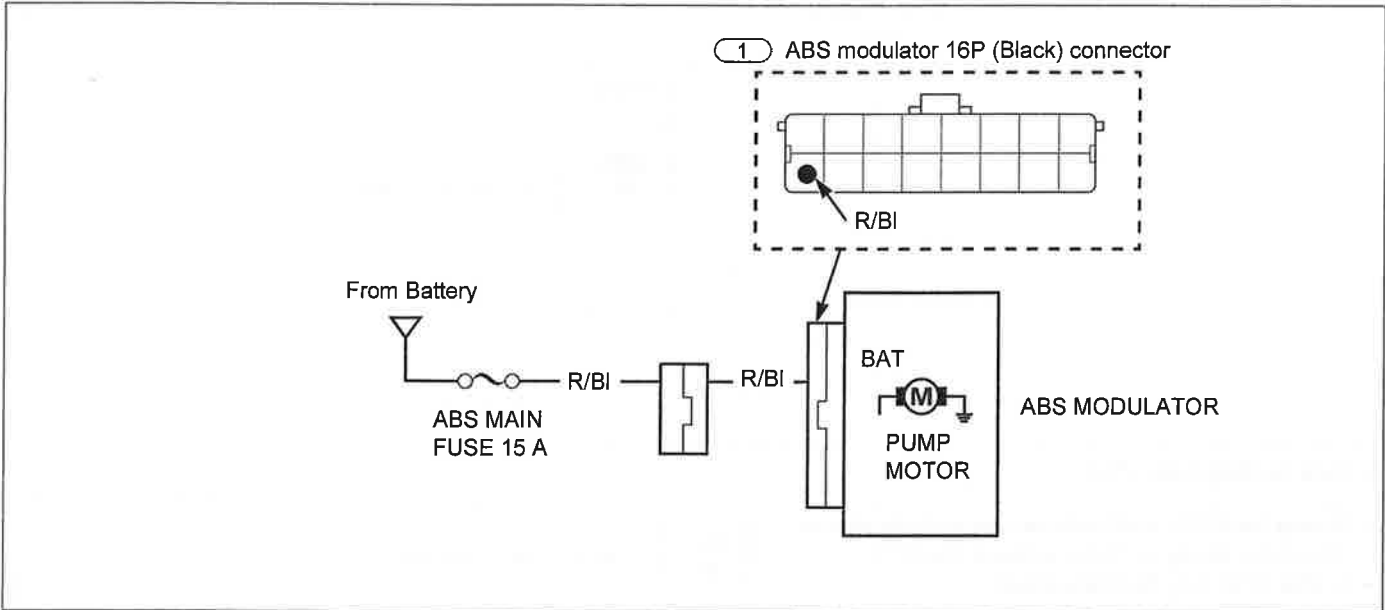 1 ABS modulator 16P (Black) connector
R/Bl
From Battery
R/Bl
R/Bl
ABS MAIN
FUSE 15 A
BAT
M
PUMP
MOTOR
ABS MODULATOR